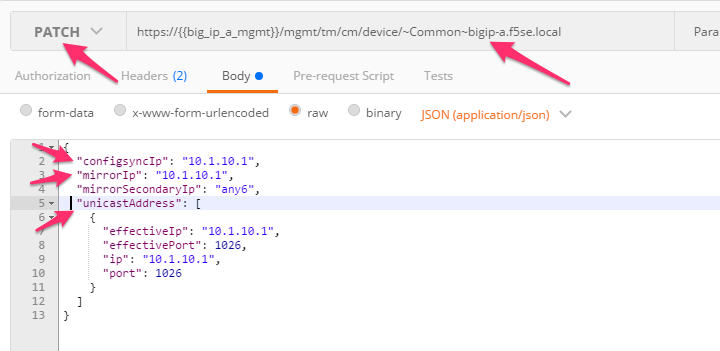 PATCH https://{{big_ip_a_mgmt}}/mgmt/tm/cm/device/~Common~bigip-a.f5se.local Para
Authorization Headers (2) Body Pre-request Script Tests
form-data x-www-form-urlencoded raw binary JSON (application/json)
1 {
2 "configsyncIp": "10.1.10.1",
3 "mirrorIp": "10.1.10.1",
4 "mirrorSecondaryIp": "any6",
5 "unicastAddress": [
6 {
7 "effectiveIp": "10.1.10.1",
8 "effectivePort": 1026,
9 "ip": "10.1.10.1",
10 "port": 1026
11 }
12 ]
13 }